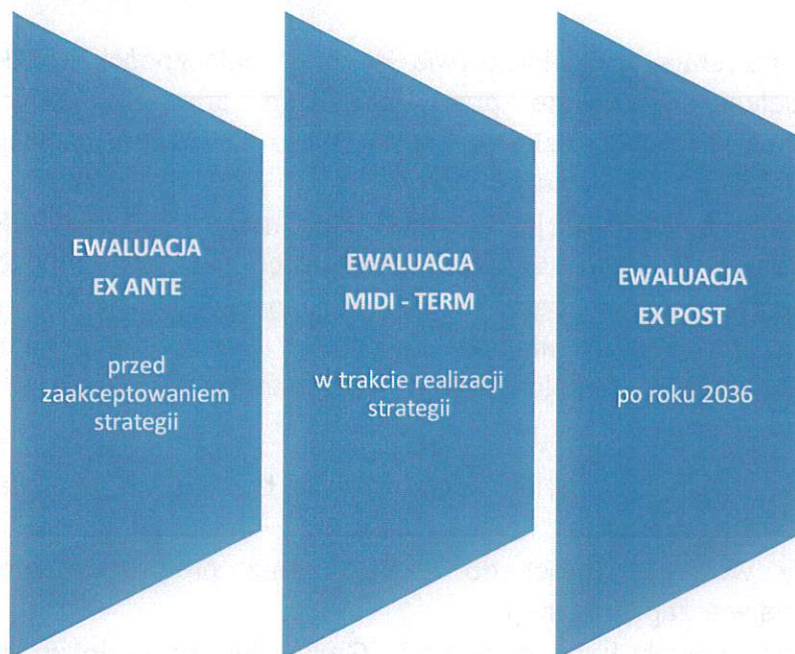 EWALUACJA
EX ANTE
przed
zaakceptowaniem
strategii
EWALUACJA
MIDI - TERM
w trakcie realizacji
strategii
EWALUACJA
EX POST
po roku 2036